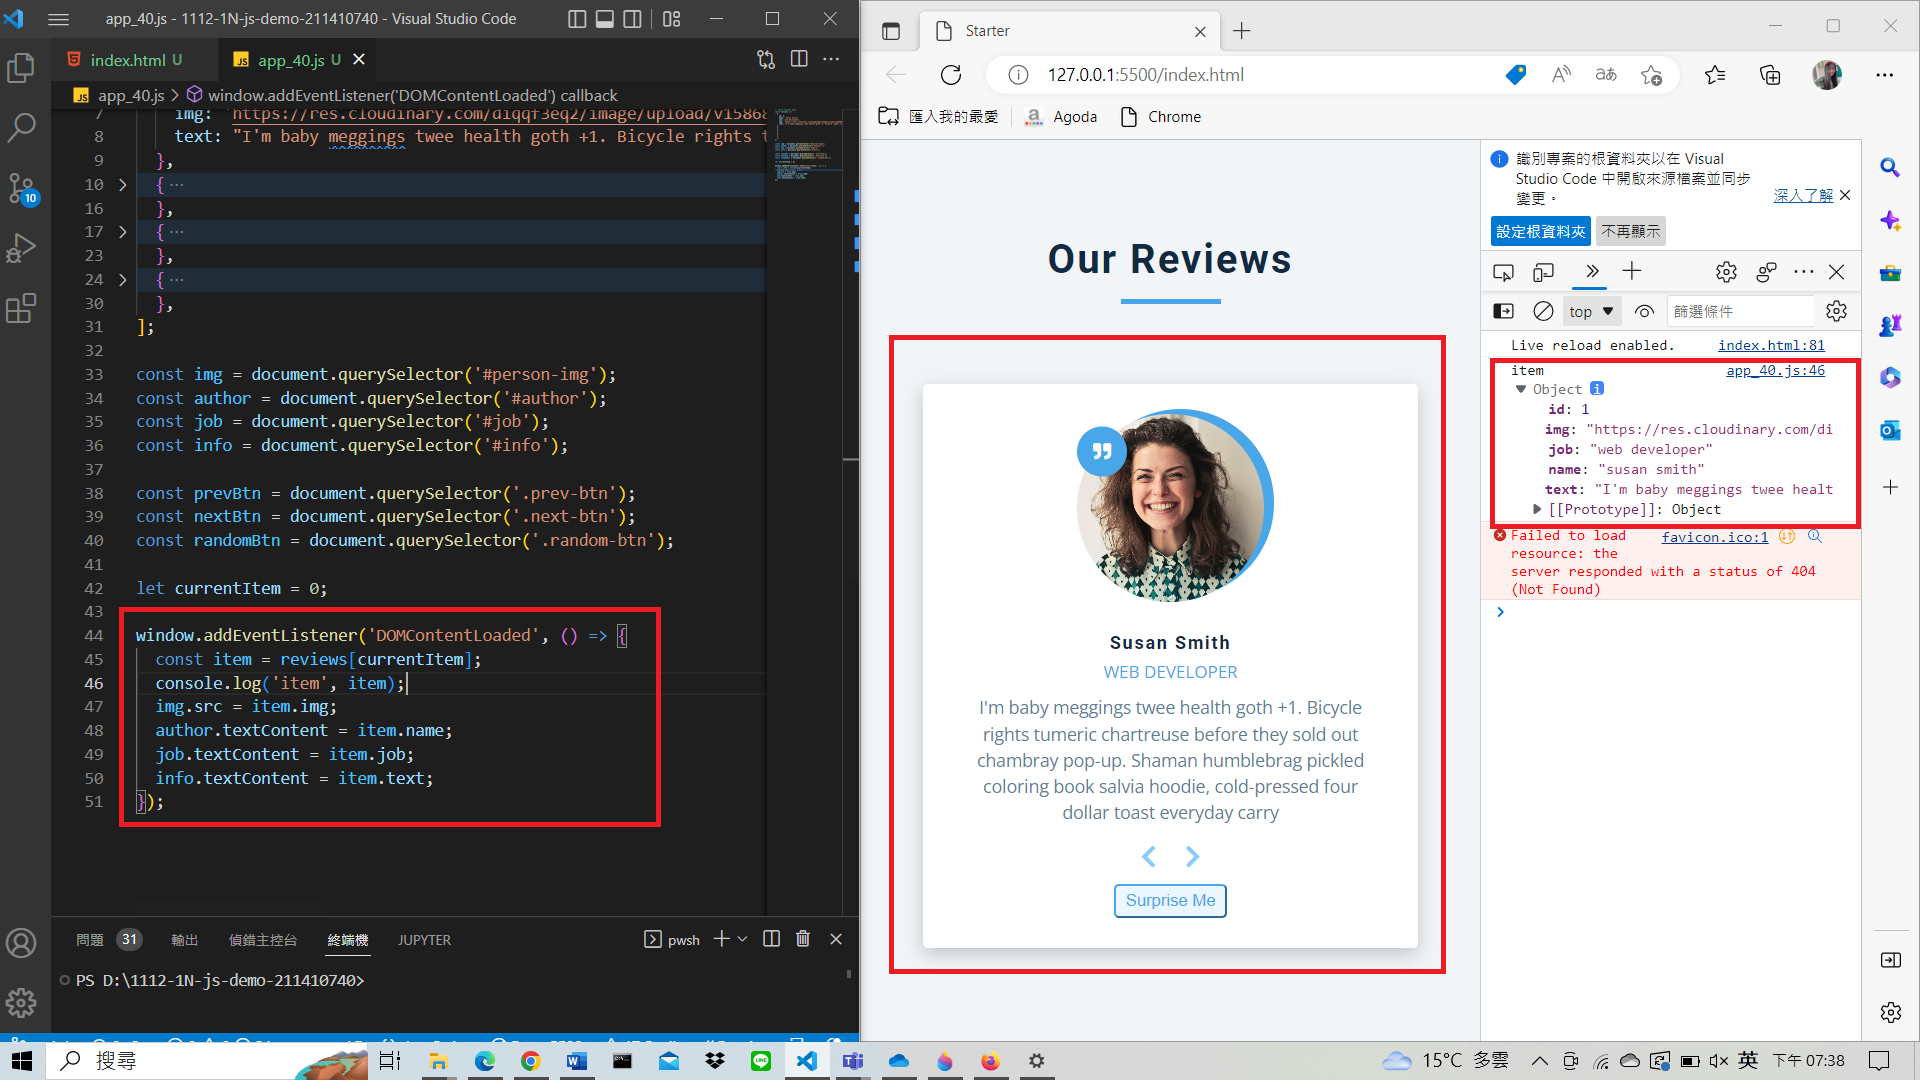 app_40.js - 1112-1N-js-demo-211410740 - Visual Studio Code
index.html U
JS app_40.js U
JS app_40.js > window.addEventListener('DOMContentLoaded') callback
7 img: 'https://res.cloudinary.com/diqqf3eq2/image/upload/v15868
8 text: "I'm baby meggings twee health goth +1. Bicycle rights t
9 },
10 { ···
16 },
17 { ···
23 },
24 { ···
30 },
31 ];
32
33 const img = document.querySelector('#person-img');
34 const author = document.querySelector('#author');
35 const job = document.querySelector('#job');
36 const info = document.querySelector('#info');
37
38 const prevBtn = document.querySelector('.prev-btn');
39 const nextBtn = document.querySelector('.next-btn');
40 const randomBtn = document.querySelector('.random-btn');
41
42 let currentItem = 0;
43
44 window.addEventListener('DOMContentLoaded', () => {
45 const item = reviews[currentItem];
46 console.log('item', item);
47 img.src = item.img;
48 author.textContent = item.name;
49 job.textContent = item.job;
50 info.textContent = item.text;
51 });
10
問題 31 輸出 偵錯主控台 終端機 JUPYTER pwsh
PS D:\1112-1N-js-demo-211410740>
Starter
127.0.0.1:5500/index.html
匯入我的最愛 Agoda Chrome
Our Reviews
Susan Smith
WEB DEVELOPER
I'm baby meggings twee health goth +1. Bicycle
rights tumeric chartreuse before they sold out
chambray pop-up. Shaman humblebrag pickled
coloring book salvia hoodie, cold-pressed four
dollar toast everyday carry
Surprise Me
識別專案的根資料夾以在 Visual
Studio Code 中開啟來源檔案並同步
變更。
深入了解
設定根資料夾 不再顯示
top 篩選條件
Live reload enabled. index.html:81
item app_40.js:46
Object
id: 1
img: "https://res.cloudinary.com/di
job: "web developer"
name: "susan smith"
text: "I'm baby meggings twee healt
[[Prototype]]: Object
Failed to load favicon.ico:1
resource: the
server responded with a status of 404
(Not Found)
搜尋
15°C 多雲 英 下午 07:38